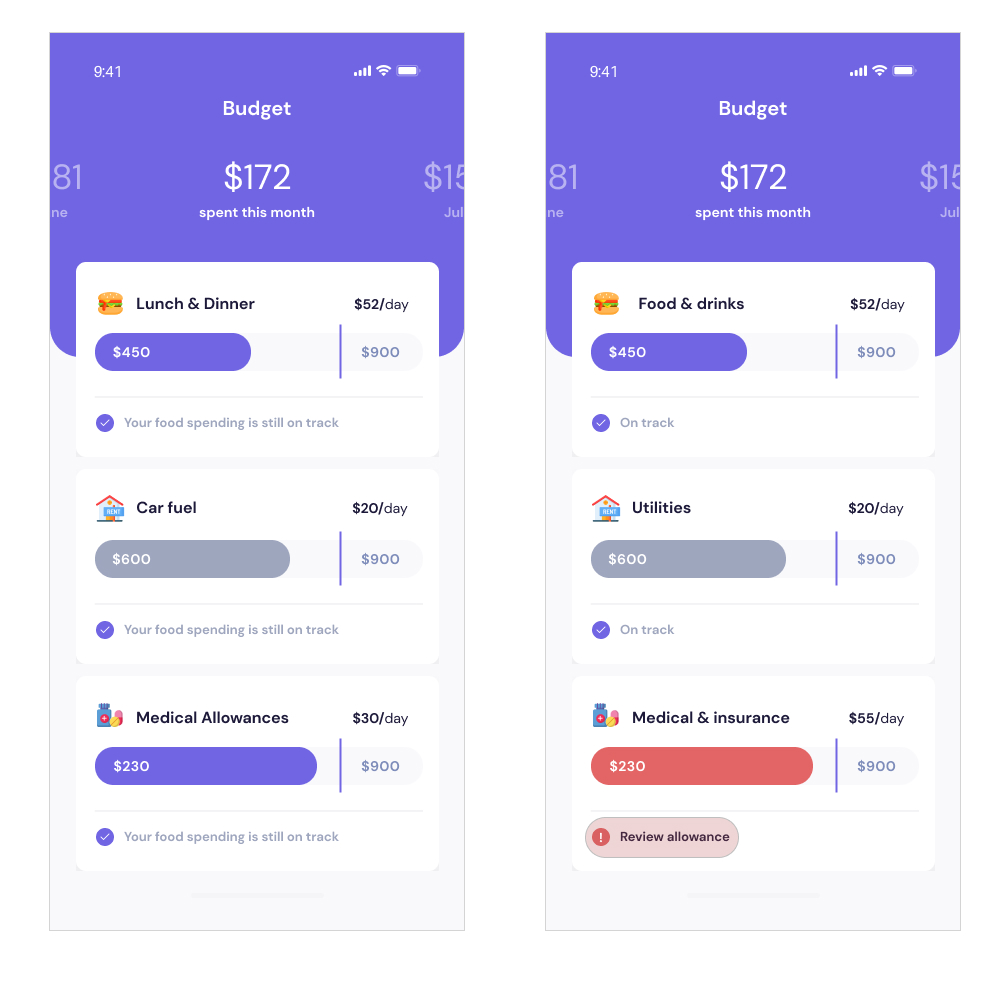 9:41
Budget
81
$172
$15
ne
spent this month
Jul
Lunch & Dinner
$52/day
$450
$900
Your food spending is still on track
RENT
Car fuel
$20/day
$600
$900
Your food spending is still on track
Medical Allowances
$30/day
$230
$900
Your food spending is still on track
9:41
Budget
81
$172
$15
ne
spent this month
Jul
Food & drinks
$52/day
$450
$900
On track
RENT
Utilities
$20/day
$600
$900
On track
Medical & insurance
$55/day
$230
$900
Review allowance